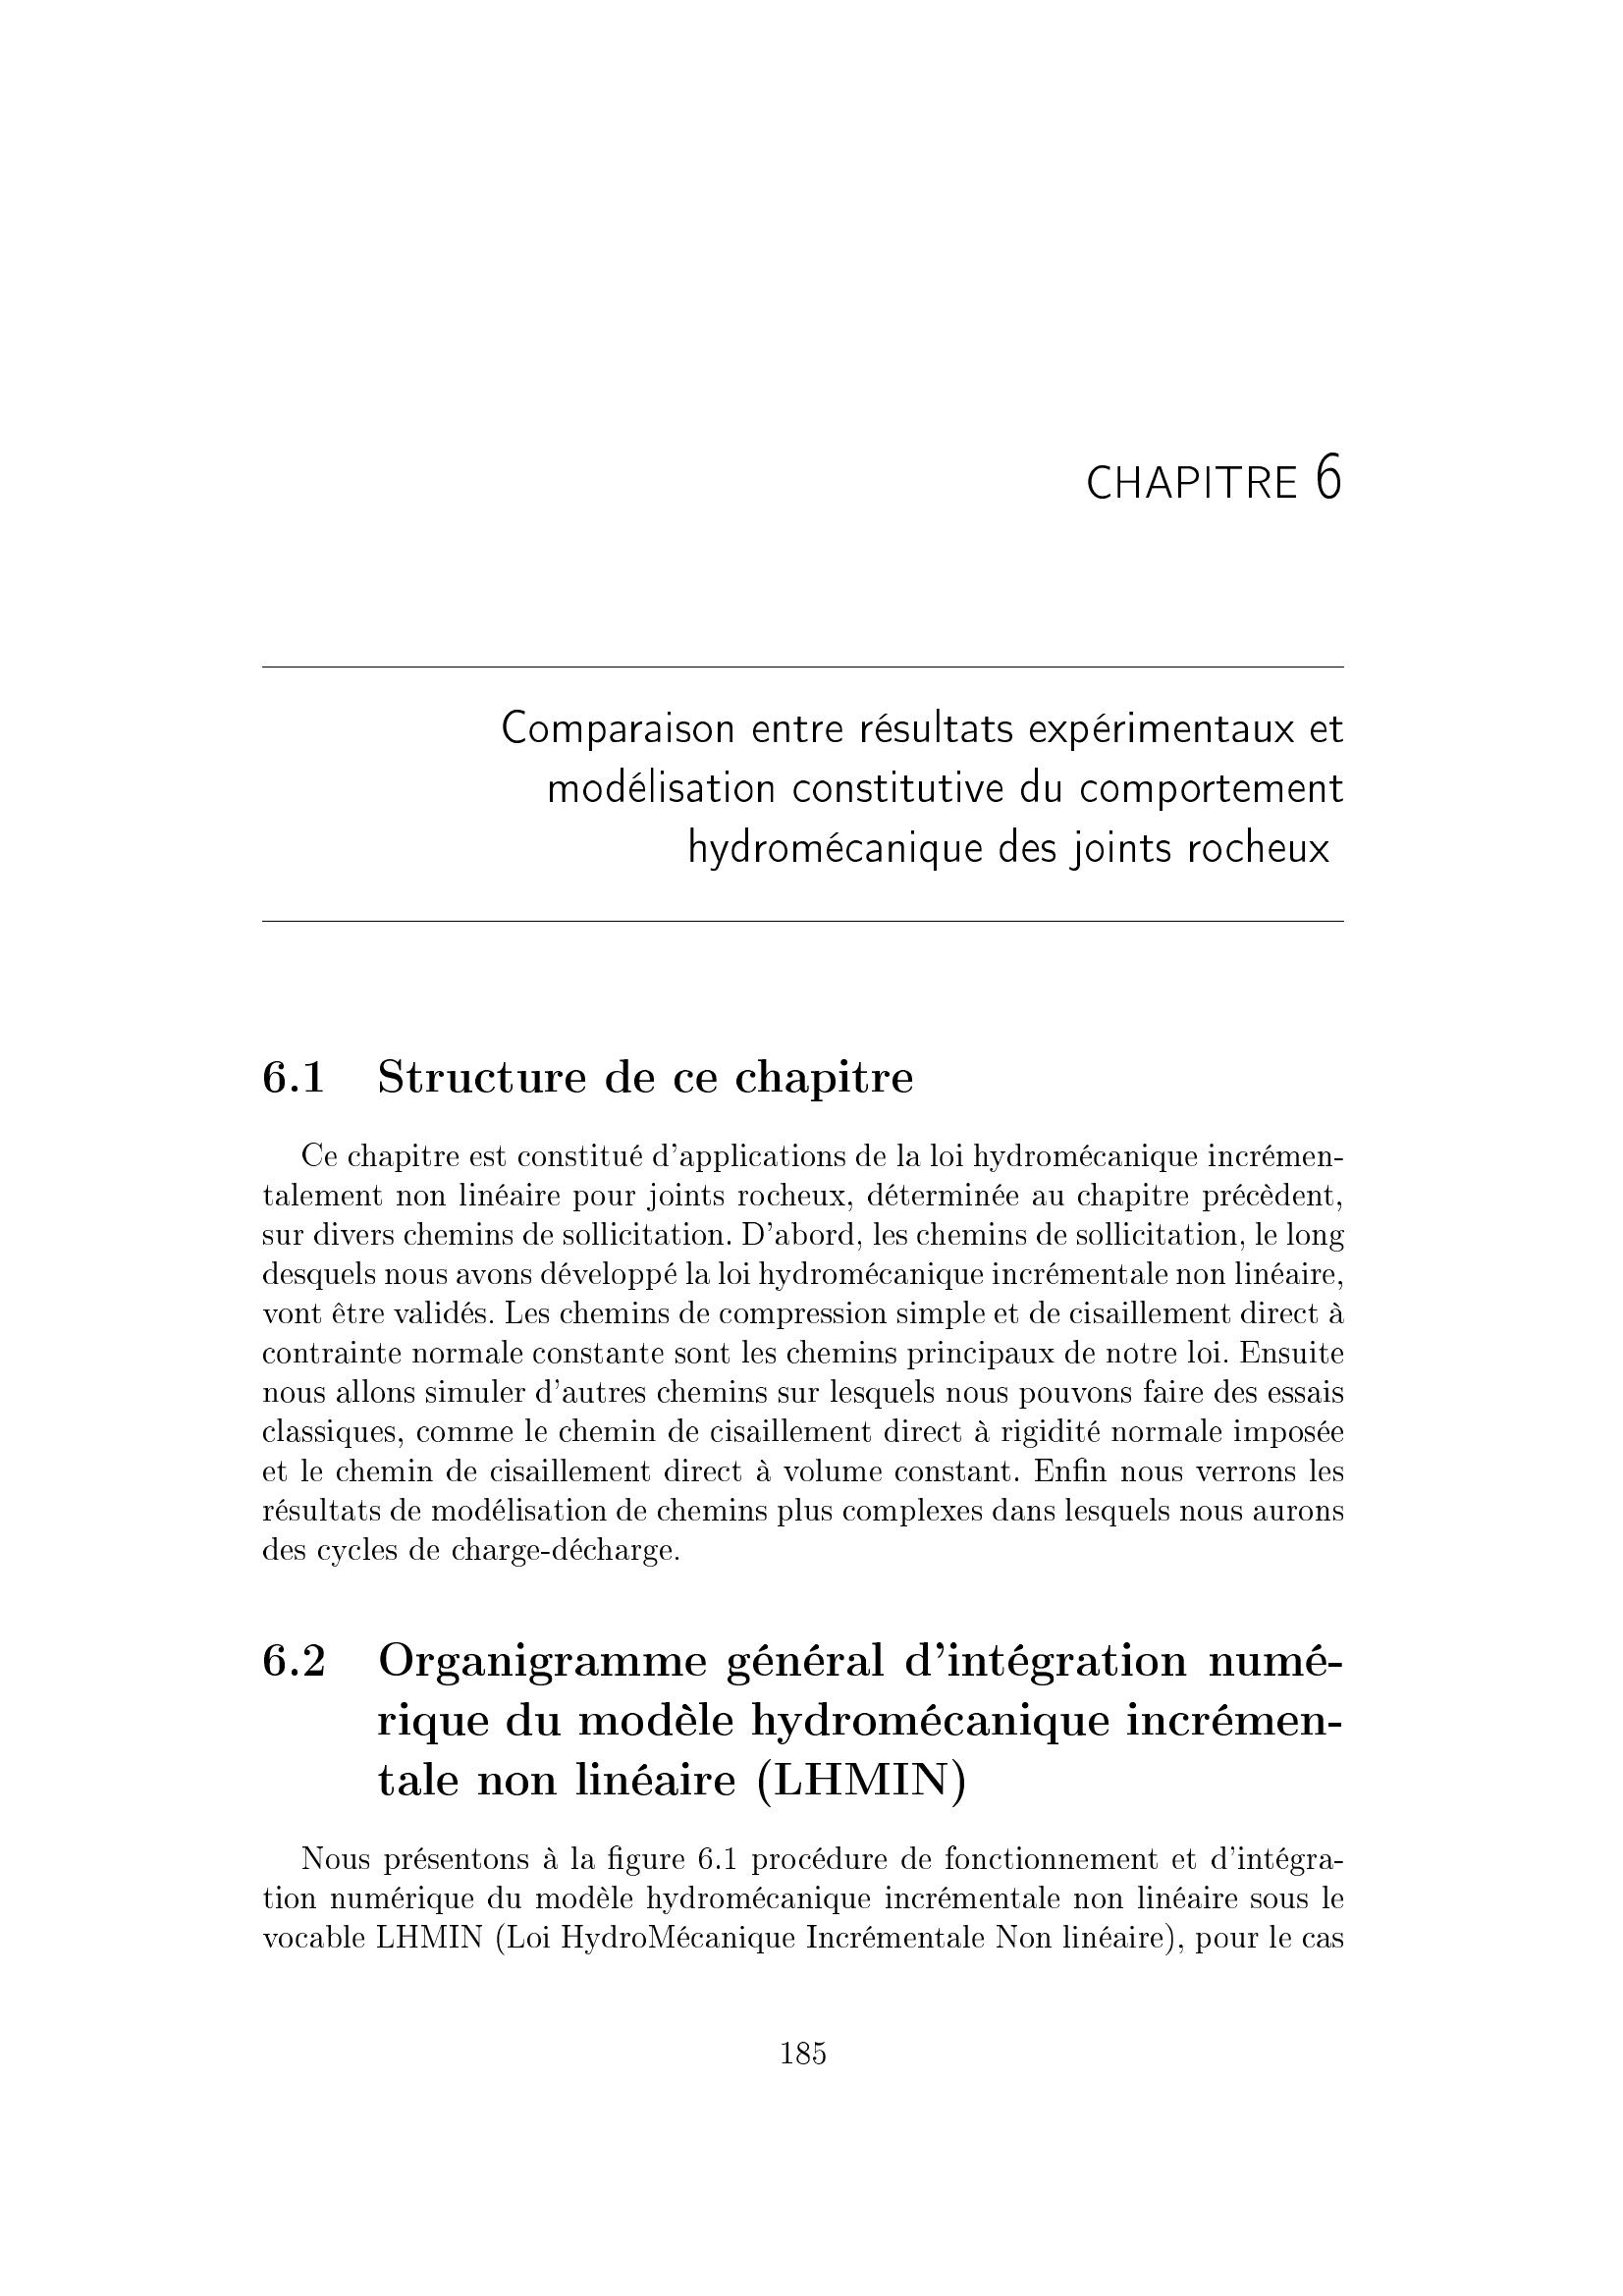 CHAPITRE 6
Comparaison entre résultats expérimentaux et
modélisation constitutive du comportement
hydromécanique des joints rocheux
6.1 Structure de ce chapitre
Ce chapitre est constitué d'applications de la loi hydromécanique incrémen-
talement non linéaire pour joints rocheux, déterminée au chapitre précèdent,
sur divers chemins de sollicitation. D'abord, les chemins de sollicitation, le long
desquels nous avons développé la loi hydromécanique incrémentale non linéaire,
vont être validés. Les chemins de compression simple et de cisaillement direct à
contrainte normale constante sont les chemins principaux de notre loi. Ensuite
nous allons simuler d'autres chemins sur lesquels nous pouvons faire des essais
classiques, comme le chemin de cisaillement direct à rigidité normale imposée
et le chemin de cisaillement direct à volume constant. Enfin nous verrons les
résultats de modélisation de chemins plus complexes dans lesquels nous aurons
des cycles de charge-décharge.
6.2 Organigramme général d'intégration numé-
rique du modèle hydromécanique incrémen-
tale non linéaire (LHMIN)
Nous présentons à la figure 6.1 procédure de fonctionnement et d'intégra-
tion numérique du modèle hydromécanique incrémentale non linéaire sous le
vocable LHMIN (Loi HydroMécanique Incrémentale Non linéaire), pour le cas
185